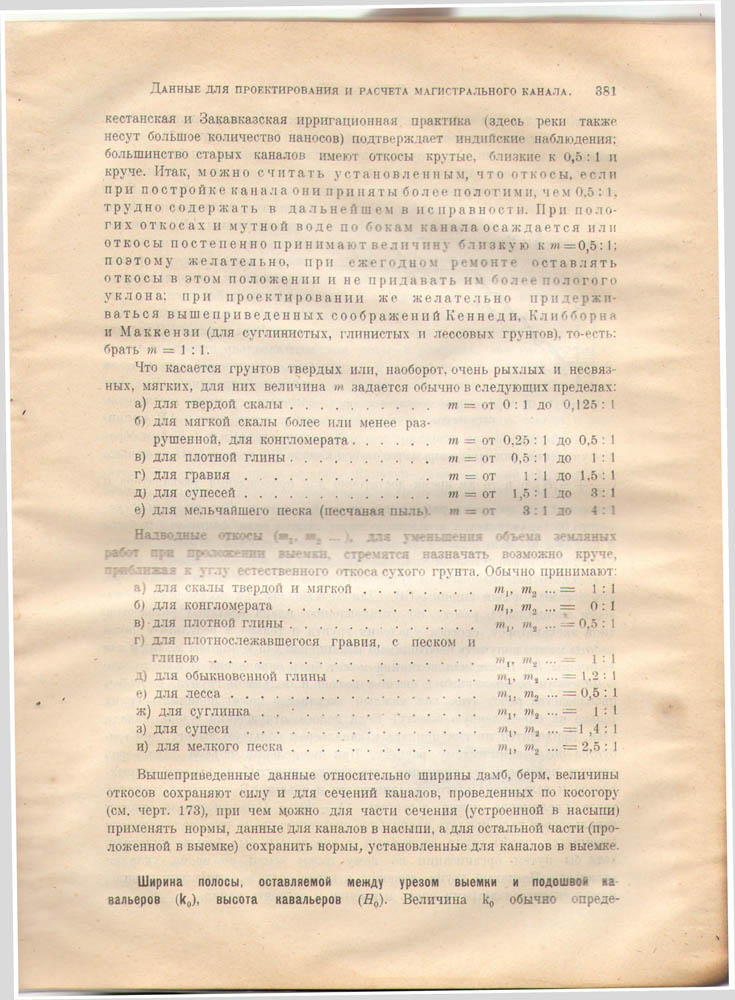 Данные для проектирования и расчета магистрального канала. 381
кестанская и Закавказская ирригационная практика (здесь реки также
несут большое количество наносов) подтверждает индийские наблюдения:
большинство старых каналов имеют откосы крутые, близкие к 0,5 : 1 и
круче. Итак, можно считать установленным, что откосы, если
при постройке канала они приняты более пологими, чем 0,5 : 1,
трудно содержать в дальнейшем в исправности. При поло-
гих откосах и мутной воде по бокам канала осаждается или
откосы постепенно принимают величину близкую к m = 0,5 : 1;
поэтому желательно, при ежегодном ремонте оставлять
откосы в этом положении и не придавать им более пологого
уклона; при проектировании же желательно придержи-
ваться вышеприведенных соображений Кеннеди, Клибборна
и Маккензи (для суглинистых, глинистых и лессовых грунтов), то-есть:
брать m = 1 : 1.
Что касается грунтов твердых или, наоборот, очень рыхлых и несвяз-
ных, мягких, для них величина m задается обычно в следующих пределах:
а) для твердой скалы . . . . . . . . . . m = от 0 : 1 до 0,125 : 1
б) для мягкой скалы более или менее раз-
рушенной, для конгломерата . . . . . . m = от 0,25 : 1 до 0,5 : 1
в) для плотной глины . . . . . . . . . . m = от 0,5 : 1 до 1 : 1
г) для гравия . . . . . . . . . . . . . m = от 1 : 1 до 1,5 : 1
д) для супесей . . . . . . . . . . . . . m = от 1,5 : 1 до 3 : 1
е) для мельчайшего песка (песчаная пыль). m = от 3 : 1 до 4 : 1
Надводные откосы (m₁, m₂ ... ), для уменьшения объема земляных
работ при проложении выемки, стремятся назначать возможно круче,
приближая к углу естественного откоса сухого грунта. Обычно принимают:
а) для скалы твердой и мягкой . . . . . . . . m₁, m₂ ... = 1 : 1
б) для конгломерата . . . . . . . . . . . . . m₁, m₂ ... = 0 : 1
в) для плотной глины . . . . . . . . . . . . . m₁, m₂ ... = 0,5 : 1
г) для плотнослежавшегося гравия, с песком и
глиною . . . . . . . . . . . . . . . . . . m₁, m₂ ... = 1 : 1
д) для обыкновенной глины . . . . . . . . . . m₁, m₂ ... = 1,2 : 1
е) для лесса . . . . . . . . . . . . . . . . . m₁, m₂ ... = 0,5 : 1
ж) для суглинка . . . . . . . . . . . . . . . m₁, m₂ ... = 1 : 1
з) для супеси . . . . . . . . . . . . . . . . m₁, m₂ ... =1 ,4 : 1
и) для мелкого песка . . . . . . . . . . . . . m₁, m₂ ... = 2,5 : 1
Вышеприведенные данные относительно ширины дамб, берм, величины
откосов сохраняют силу и для сечений каналов, проведенных по косогору
(см. черт. 173), при чем можно для части сечения (устроенной в насыпи)
применять нормы, данные для каналов в насыпи, а для остальной части (про-
ложенной в выемке) сохранить нормы, установленные для каналов в выемке.
Ширина полосы, оставляемой между урезом выемки и подошвой ка-
вальеров (k₀), высота кавальеров (H₀). Величина k₀ обычно опреде-